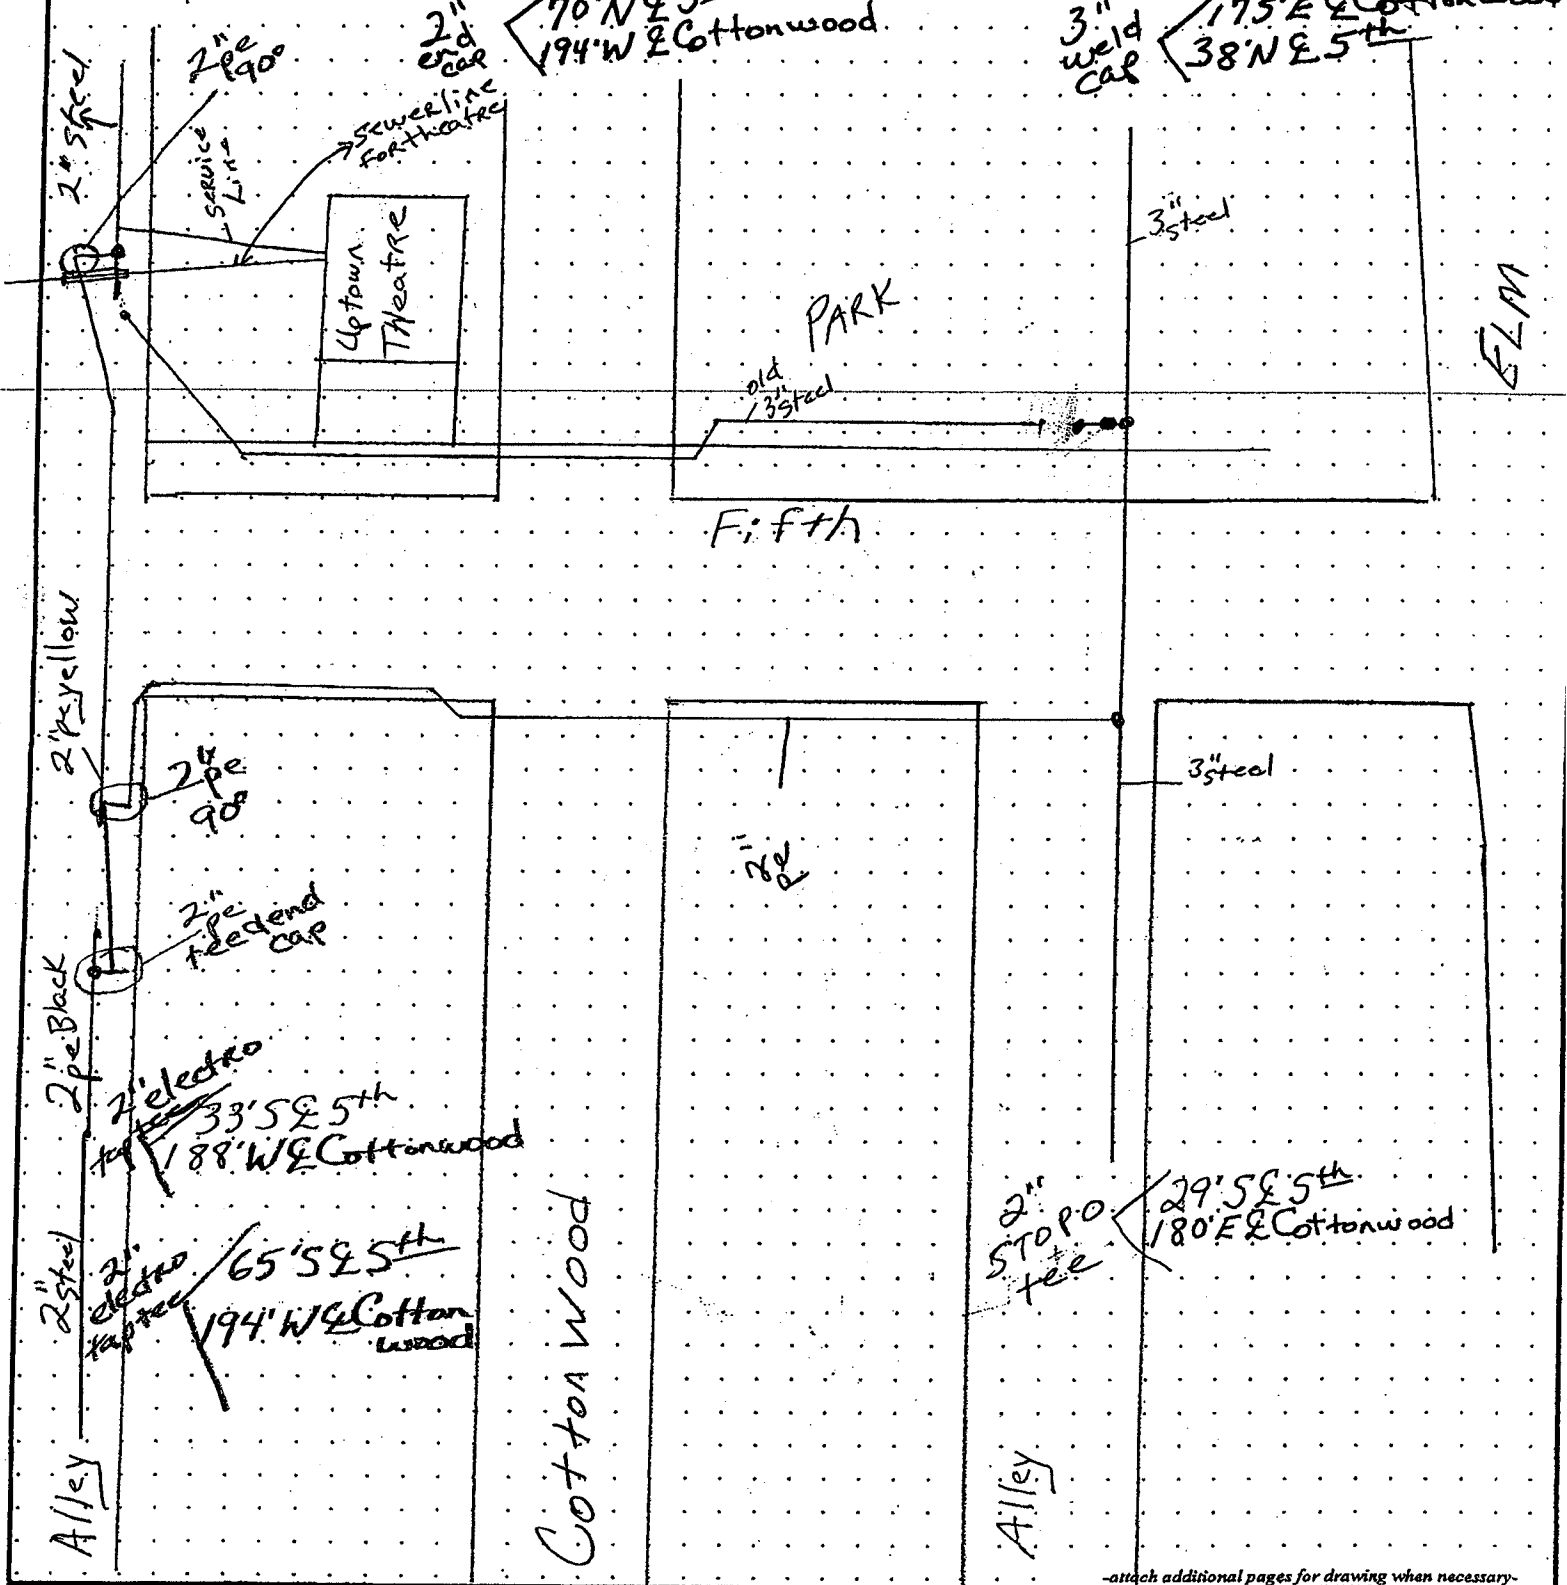 2" pe 90°
2" end cap
70' N ℄ 5
194' W ℄ Cottonwood
3" weld cap
175' E ℄ Cottonwood
38' N ℄ 5th
2" steel
service Line
sewerline
for theatre
Uptown
THeatre
3" steel
PARK
old
3" steel
ELM
Fifth
2" pe yellow
2" pe
90°
3" steel
2" pe
2" pe
tee & end
cap
2" pe Black
2" electro
tap tee
33' S ℄ 5th
188' W ℄ Cottonwood
2" steel
2"
electro
tap tee
65' S ℄ 5th
194' W ℄ Cotton
wood
2"
STOPO
tee
29' S ℄ 5th
180' E ℄ Cottonwood
Alley
Cotton Wood
Alley
-attach additional pages for drawing when necessary-